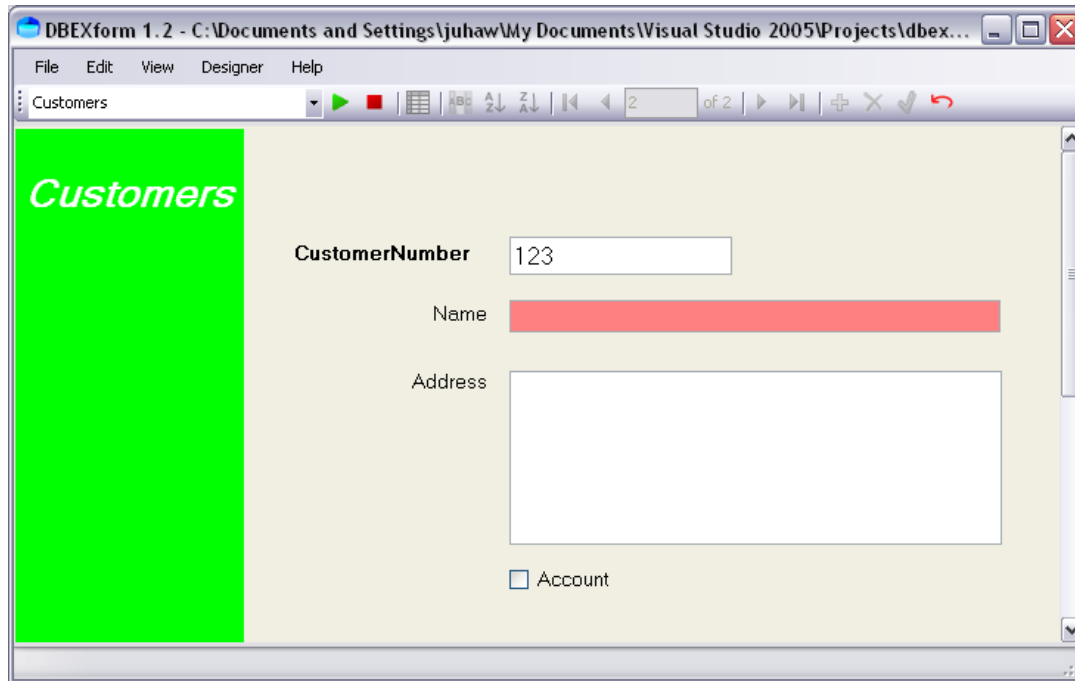 DBEXform 1.2 - C:\Documents and Settings\juhaw\My Documents\Visual Studio 2005\Projects\dbex...
File Edit View Designer Help
Customers ABC A Z Z A 2 of 2
Customers
CustomerNumber 123
Name
Address
Account